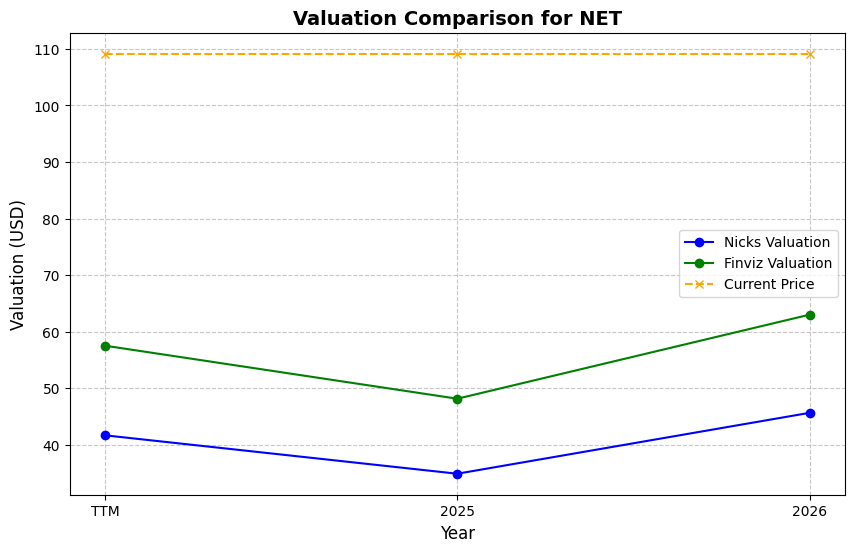 Valuation Comparison for NET
Valuation (USD)
110
100
90
80
70
60
50
40
Nicks Valuation
Finviz Valuation
Current Price
TTM 2025 2026
Year